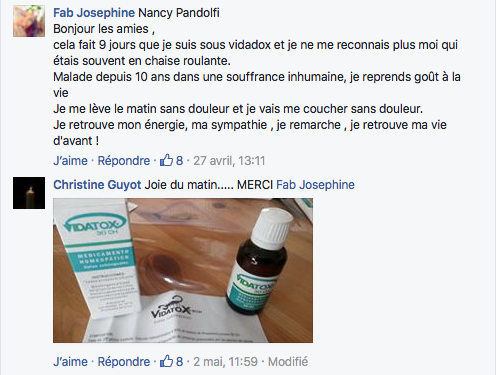 Fab Josephine Nancy Pandolfi
Bonjour les amies ,
cela fait 9 jours que je suis sous vidadox et je ne me reconnais plus moi qui
étais souvent en chaise roulante.
Malade depuis 10 ans dans une souffrance inhumaine, je reprends goût à la
vie
Je me lève le matin sans douleur et je vais me coucher sans douleur.
Je retrouve mon énergie, ma sympathie , je remarche , je retrouve ma vie
d'avant !
J'aime · Répondre · 8 · 27 avril, 13:11
Christine Guyot Joie du matin..... MERCI Fab Josephine
VIDATOX
30 CH
MEDICAMENTO
HOMEOPATICO
VIDATOX
VIDATOX
J'aime · Répondre · 8 · 2 mai, 11:59 · Modifié